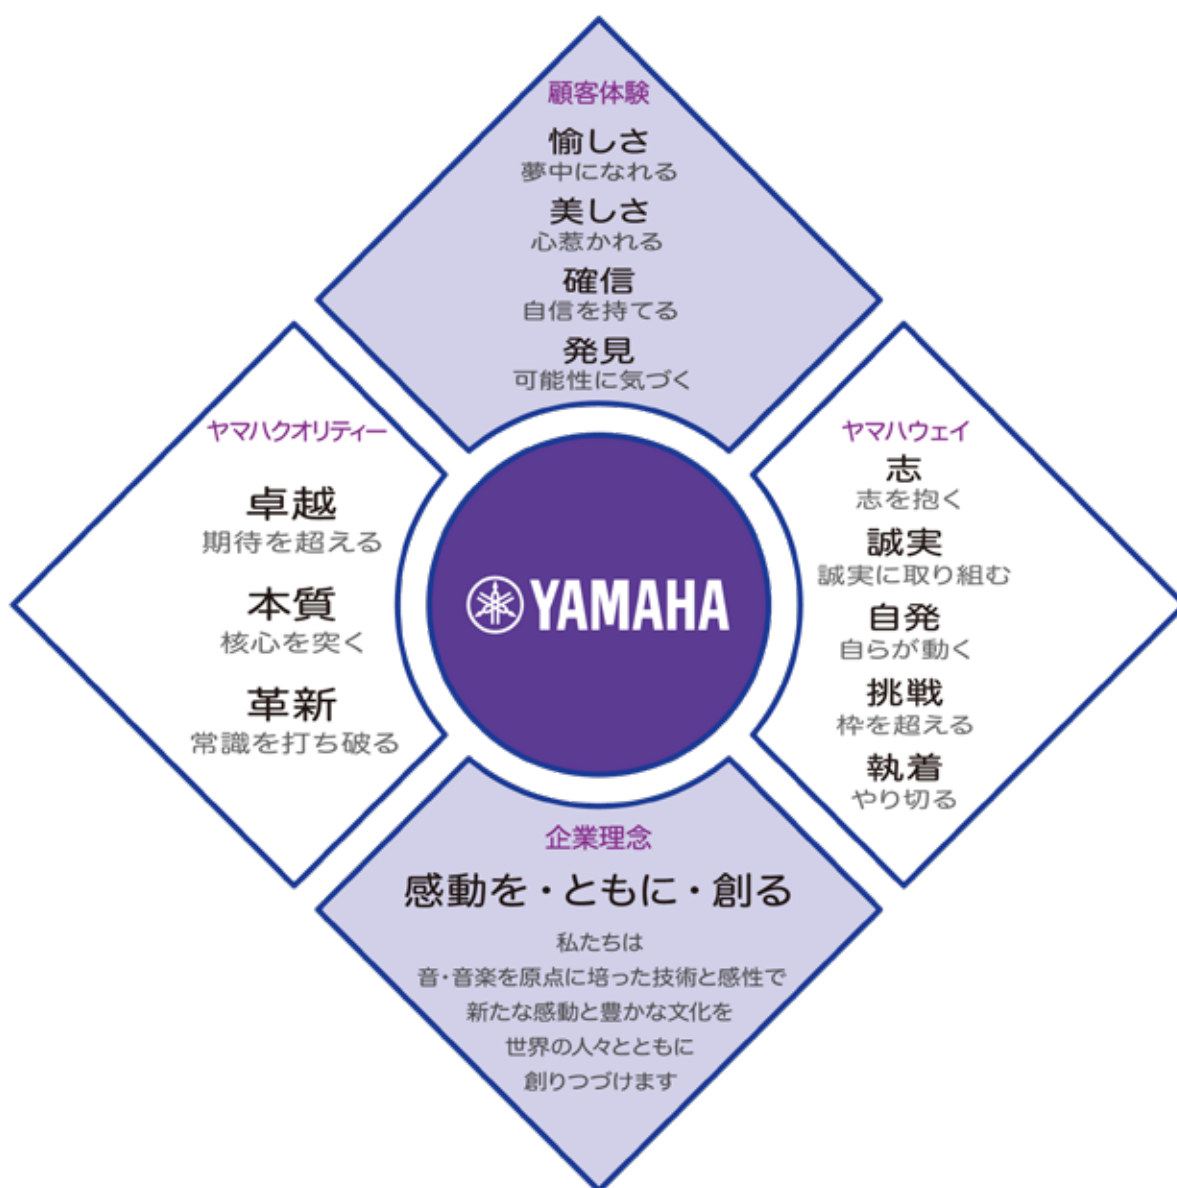 顧客体験
愉しさ
夢中になれる
美しさ
心惹かれる
確信
自信を持てる
発見
可能性に気づく
ヤマハクオリティー
卓越
期待を超える
本質
核心を突く
革新
常識を打ち破る
YAMAHA
ヤマハウェイ
志
志を抱く
誠実
誠実に取り組む
自発
自らが動く
挑戦
枠を超える
執着
やり切る
企業理念
感動を・ともに・創る
私たちは
音・音楽を原点に培った技術と感性で
新たな感動と豊かな文化を
世界の人々とともに
創りつづけます